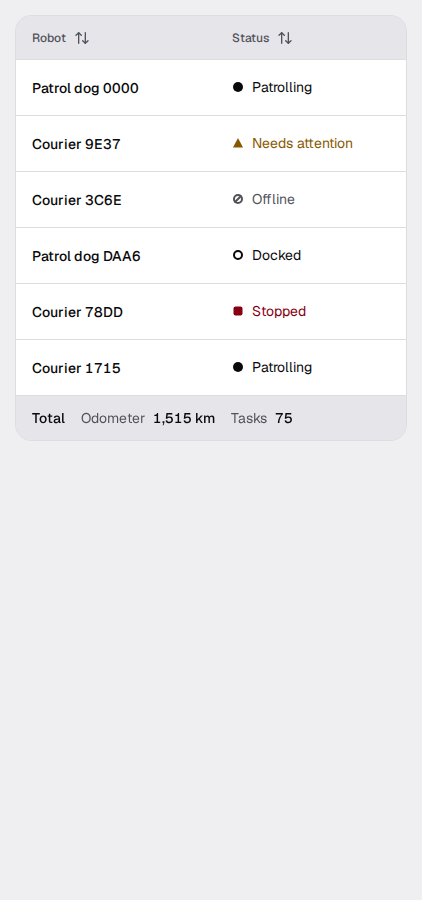 Robot Status
Patrol dog 0000 Patrolling
Courier 9E37 Needs attention
Courier 3C6E Offline
Patrol dog DAA6 Docked
Courier 78DD Stopped
Courier 1715 Patrolling
Total Odometer 1,515 km Tasks 75